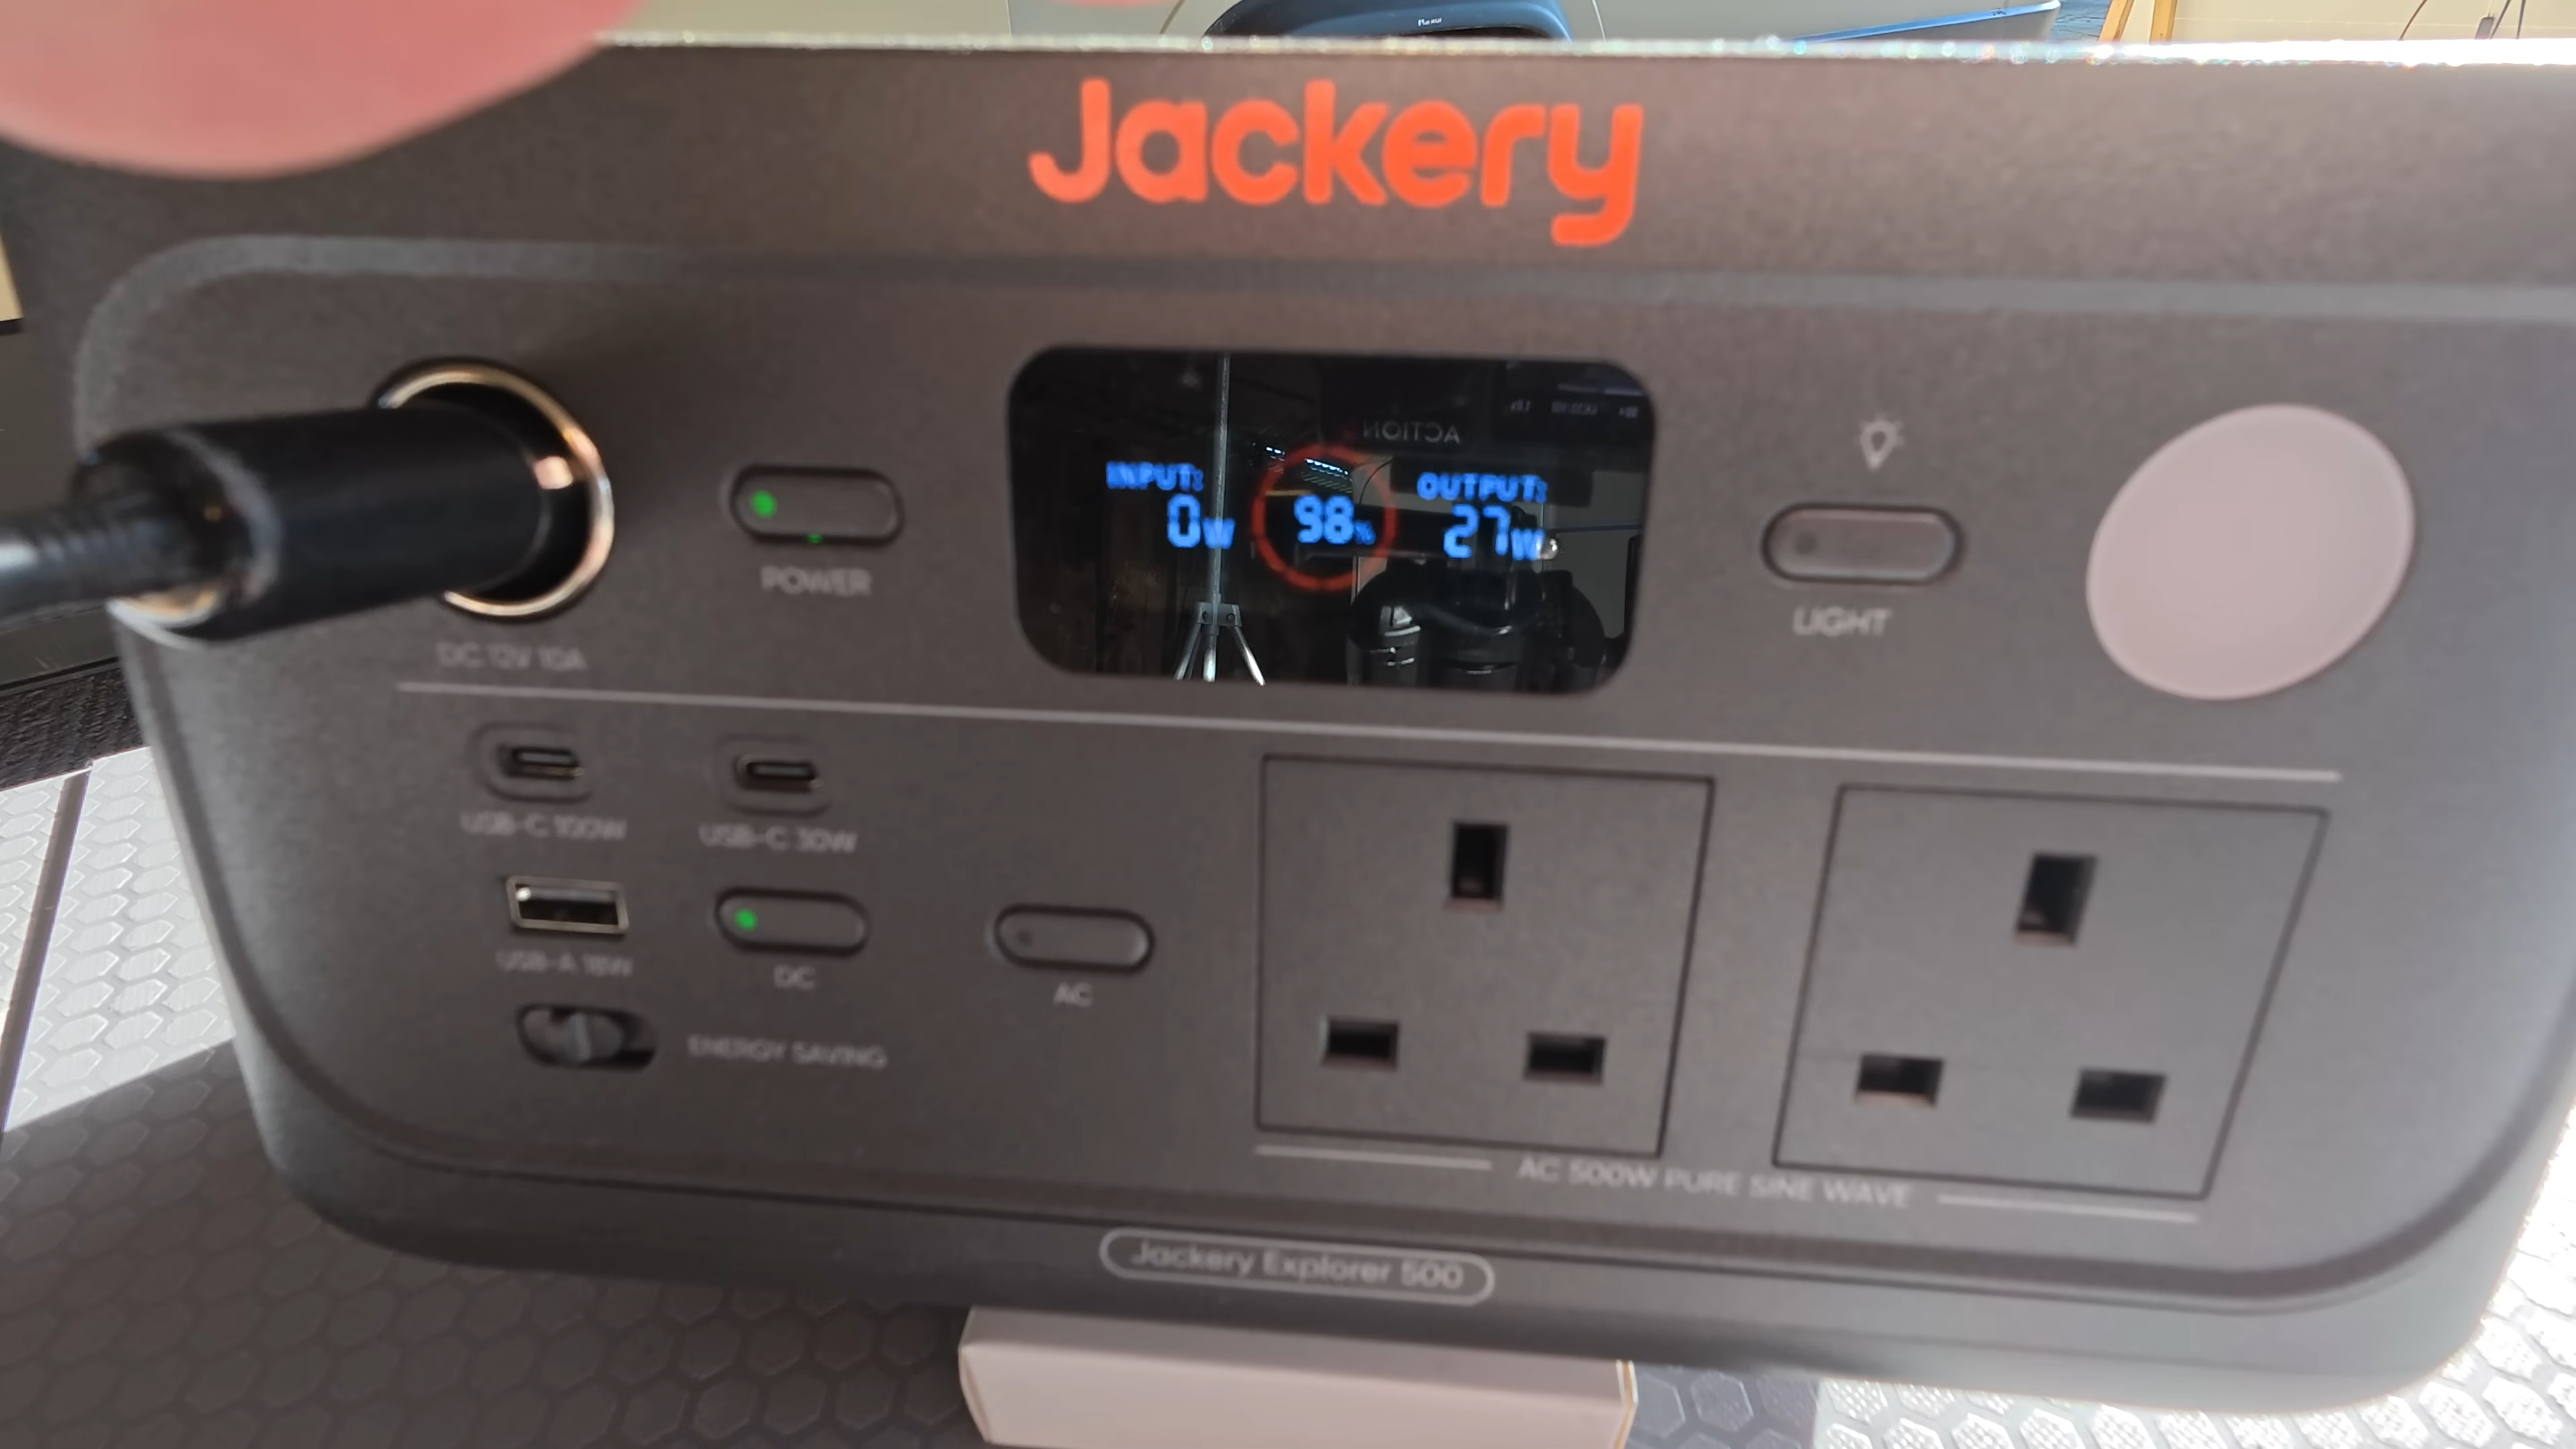 Jackery
ACTION
INPUT:
0W
98%
OUTPUT:
27W
POWER
LIGHT
DC 12V 10A
USB-C 100W
USB-C 30W
USB-A 18W
DC
AC
ENERGY SAVING
AC 500W PURE SINE WAVE
Jackery Explorer 500